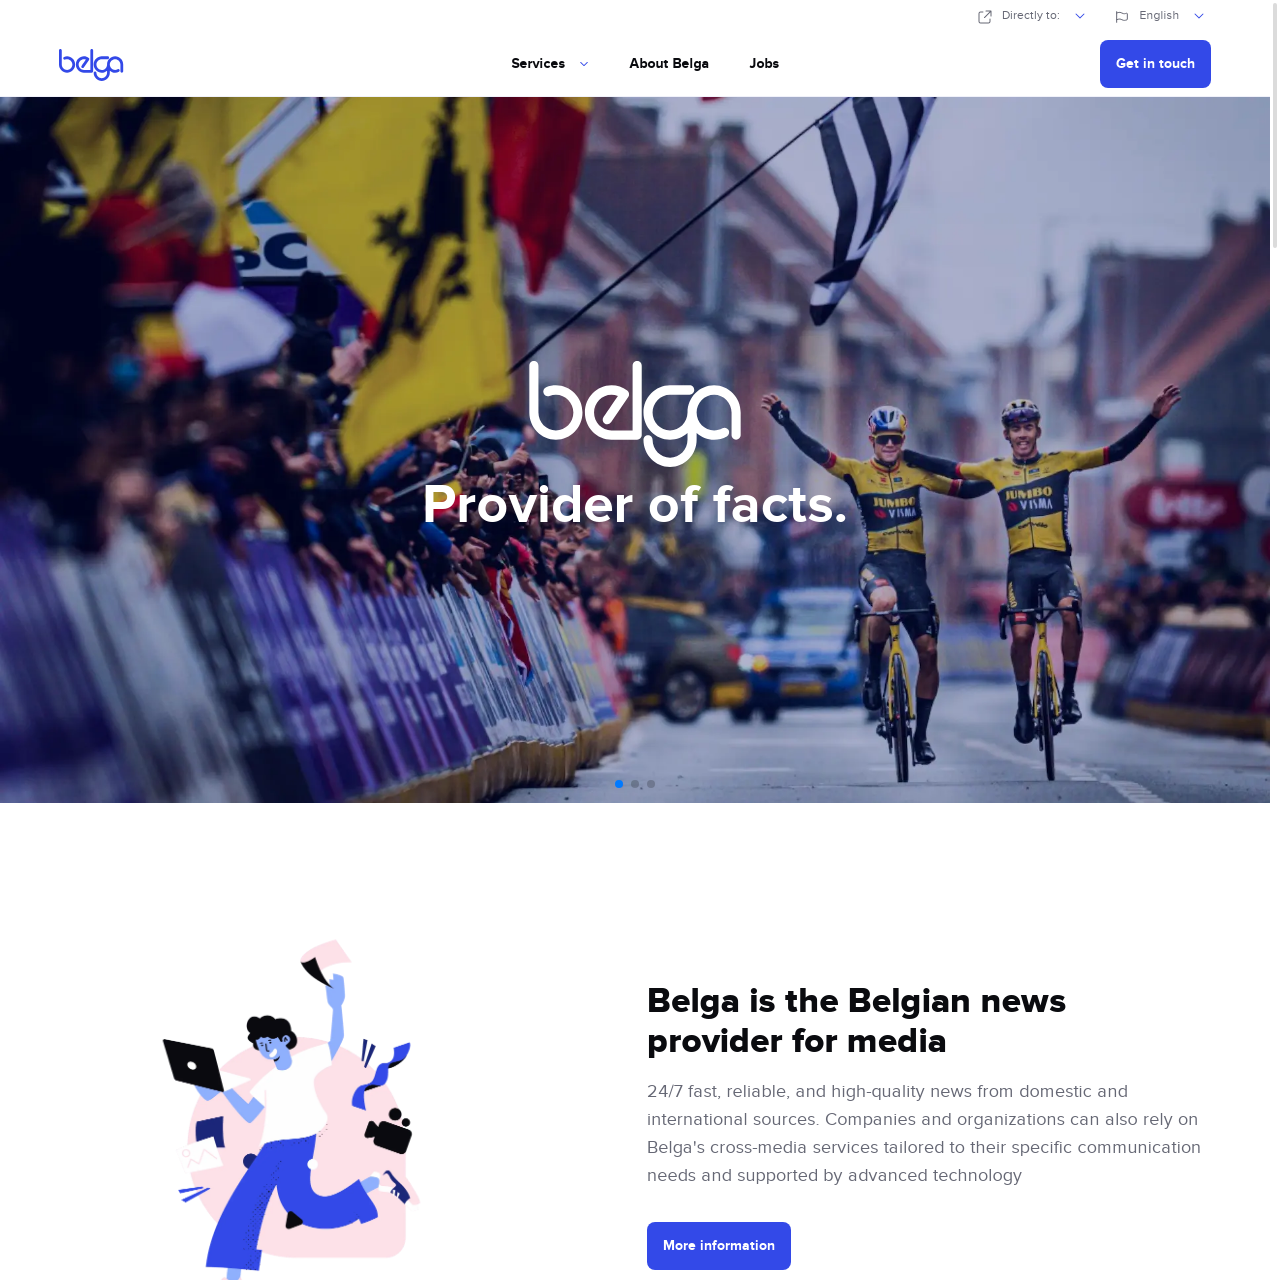 Directly to:
English
belga
Services
About Belga
Jobs
Get in touch
belga
Provider of facts.
JUMBO
VISMA
JUMBO
VISMA
Belga is the Belgian news
provider for media
24/7 fast, reliable, and high-quality news from domestic and
international sources. Companies and organizations can also rely on
Belga's cross-media services tailored to their specific communication
needs and supported by advanced technology
More information